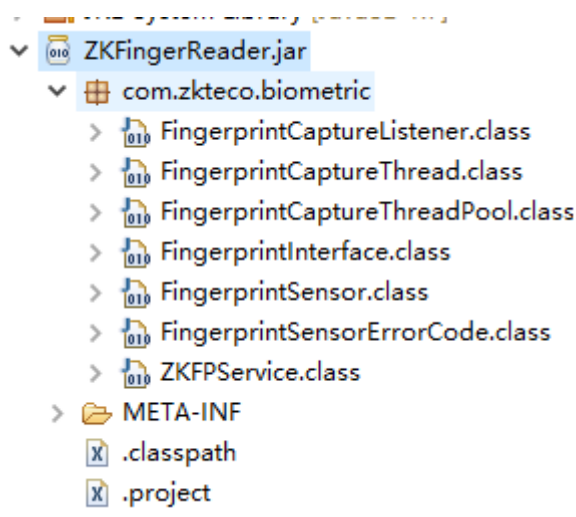 ZKFingerReader.jar
com.zkteco.biometric
FingerprintCaptureListener.class
FingerprintCaptureThread.class
FingerprintCaptureThreadPool.class
FingerprintInterface.class
FingerprintSensor.class
FingerprintSensorErrorCode.class
ZKFPService.class
META-INF
.classpath
.project